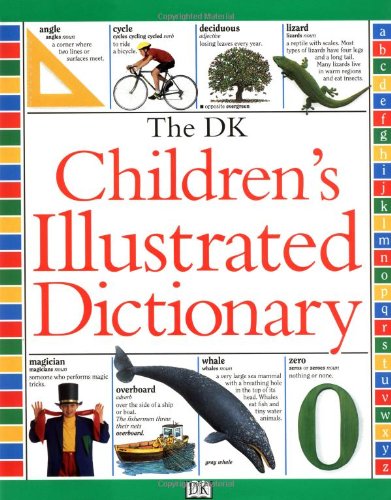 angle
angles noun
a corner where
two lines or
surfaces meet.
cycle
cycles cycling cycled verb
to ride
a bicycle.
deciduous
adjective
losing leaves every year.
■ opposite evergreen
lizard
lizards noun
a reptile with scales. Most
types of lizard have four legs
and a long tail.
Many lizards live
in warm regions
and eat insects.
The DK
Children's
Illustrated
Dictionary
magician
magicians noun
someone who performs magic
tricks.
overboard
adverb
over the side of a ship
or boat.
The fishermen threw
their nets
overboard.
whale
whales noun
a very large sea mammal
with a breathing hole
in the top of its
head. Whales
eat fish and
tiny water
animals.
gray whale
zero
zeros or zeroes noun
nothing or none.
0
a
b
c
d
e
f
g
h
i
j
k
l
m
n
o
p
q
r
s
t
u
v
w
x
y
z
DK